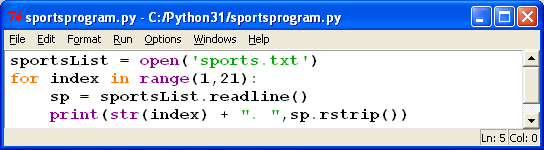 sportsprogram.py - C:/Python31/sportsprogram.py
File Edit Format Run Options Windows Help
sportsList = open('sports.txt')
for index in range(1,21):
    sp = sportsList.readline()
    print(str(index) + ". ",sp.rstrip())
Ln: 5 Col: 0